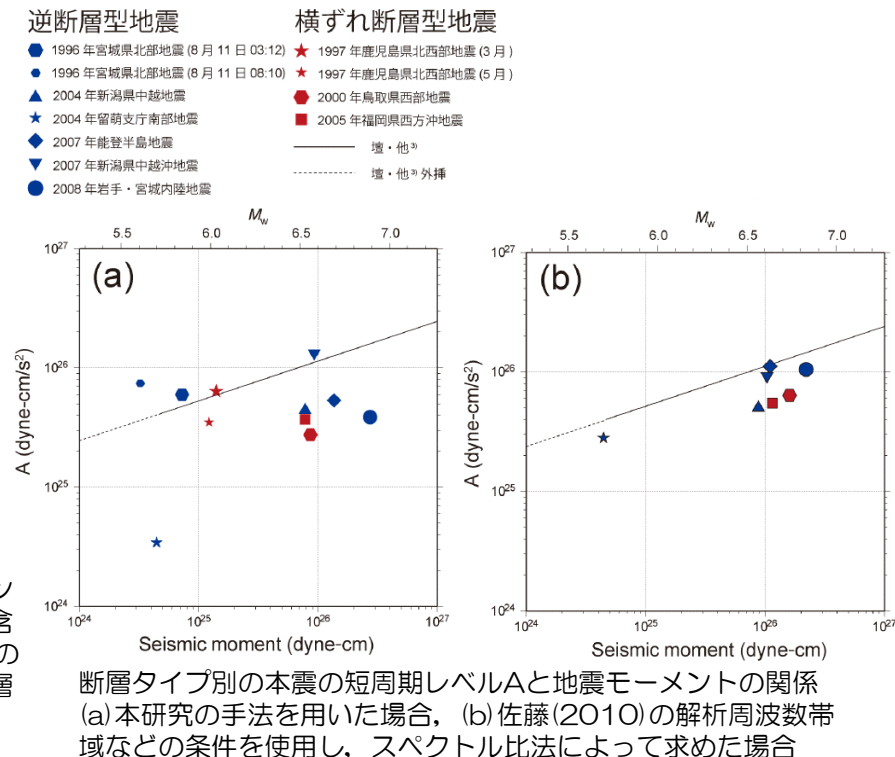 逆断層型地震
1996 年宮城県北部地震 (8 月 11 日 03:12)
1996 年宮城県北部地震 (8 月 11 日 08:10)
2004 年新潟県中越地震
2004 年留萌支庁南部地震
2007 年能登半島地震
2007 年新潟県中越沖地震
2008 年岩手・宮城内陸地震
横ずれ断層型地震
1997 年鹿児島県北西部地震 (3 月)
1997 年鹿児島県北西部地震 (5 月)
2000 年鳥取県西部地震
2005 年福岡県西方沖地震
壇・他³⁾
壇・他³⁾ 外挿
Mw
5.5 6.0 6.5 7.0
(a)
A (dyne-cm/s²)
10²⁷
10²⁶
10²⁵
10²⁴
10²⁴ 10²⁵ 10²⁶ 10²⁷
Seismic moment (dyne-cm)
Mw
5.5 6.0 6.5 7.0
(b)
A (dyne-cm/s²)
10²⁷
10²⁶
10²⁵
10²⁴
10²⁴ 10²⁵ 10²⁶ 10²⁷
Seismic moment (dyne-cm)
ソ
含
の
層
断層タイプ別の本震の短周期レベルAと地震モーメントの関係
(a)本研究の手法を用いた場合，(b)佐藤(2010)の解析周波数帯
域などの条件を使用し，スペクトル比法によって求めた場合